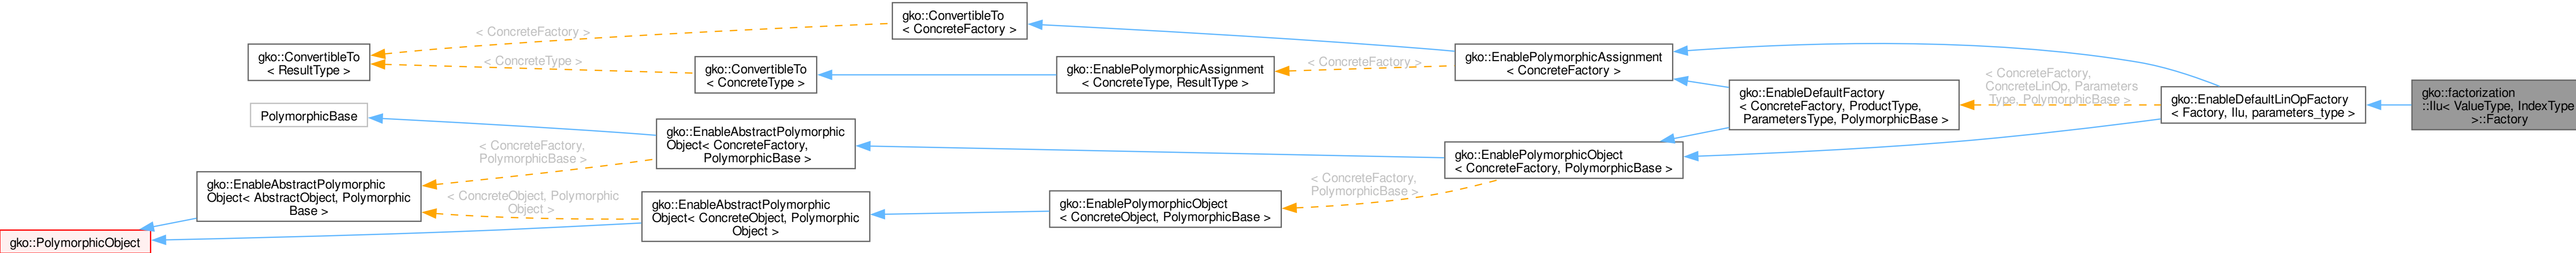 gko::ConvertibleTo
< ConcreteFactory >
< ConcreteFactory >
gko::ConvertibleTo
< ResultType >
< ConcreteType >
gko::ConvertibleTo
< ConcreteType >
gko::EnablePolymorphicAssignment
< ConcreteType, ResultType >
< ConcreteFactory >
gko::EnablePolymorphicAssignment
< ConcreteFactory >
gko::EnableDefaultFactory
< ConcreteFactory, ProductType,
ParametersType, PolymorphicBase >
< ConcreteFactory,
ConcreteLinOp, Parameters
Type, PolymorphicBase >
gko::EnableDefaultLinOpFactory
< Factory, Ilu, parameters_type >
gko::factorization
::Ilu< ValueType, IndexType
>::Factory
PolymorphicBase
gko::EnableAbstractPolymorphic
Object< ConcreteFactory,
PolymorphicBase >
< ConcreteFactory,
PolymorphicBase >
gko::EnablePolymorphicObject
< ConcreteFactory, PolymorphicBase >
gko::EnableAbstractPolymorphic
Object< AbstractObject, Polymorphic
Base >
< ConcreteObject, Polymorphic
Object >
gko::EnableAbstractPolymorphic
Object< ConcreteObject, Polymorphic
Object >
gko::EnablePolymorphicObject
< ConcreteObject, PolymorphicBase >
< ConcreteFactory,
PolymorphicBase >
gko::PolymorphicObject